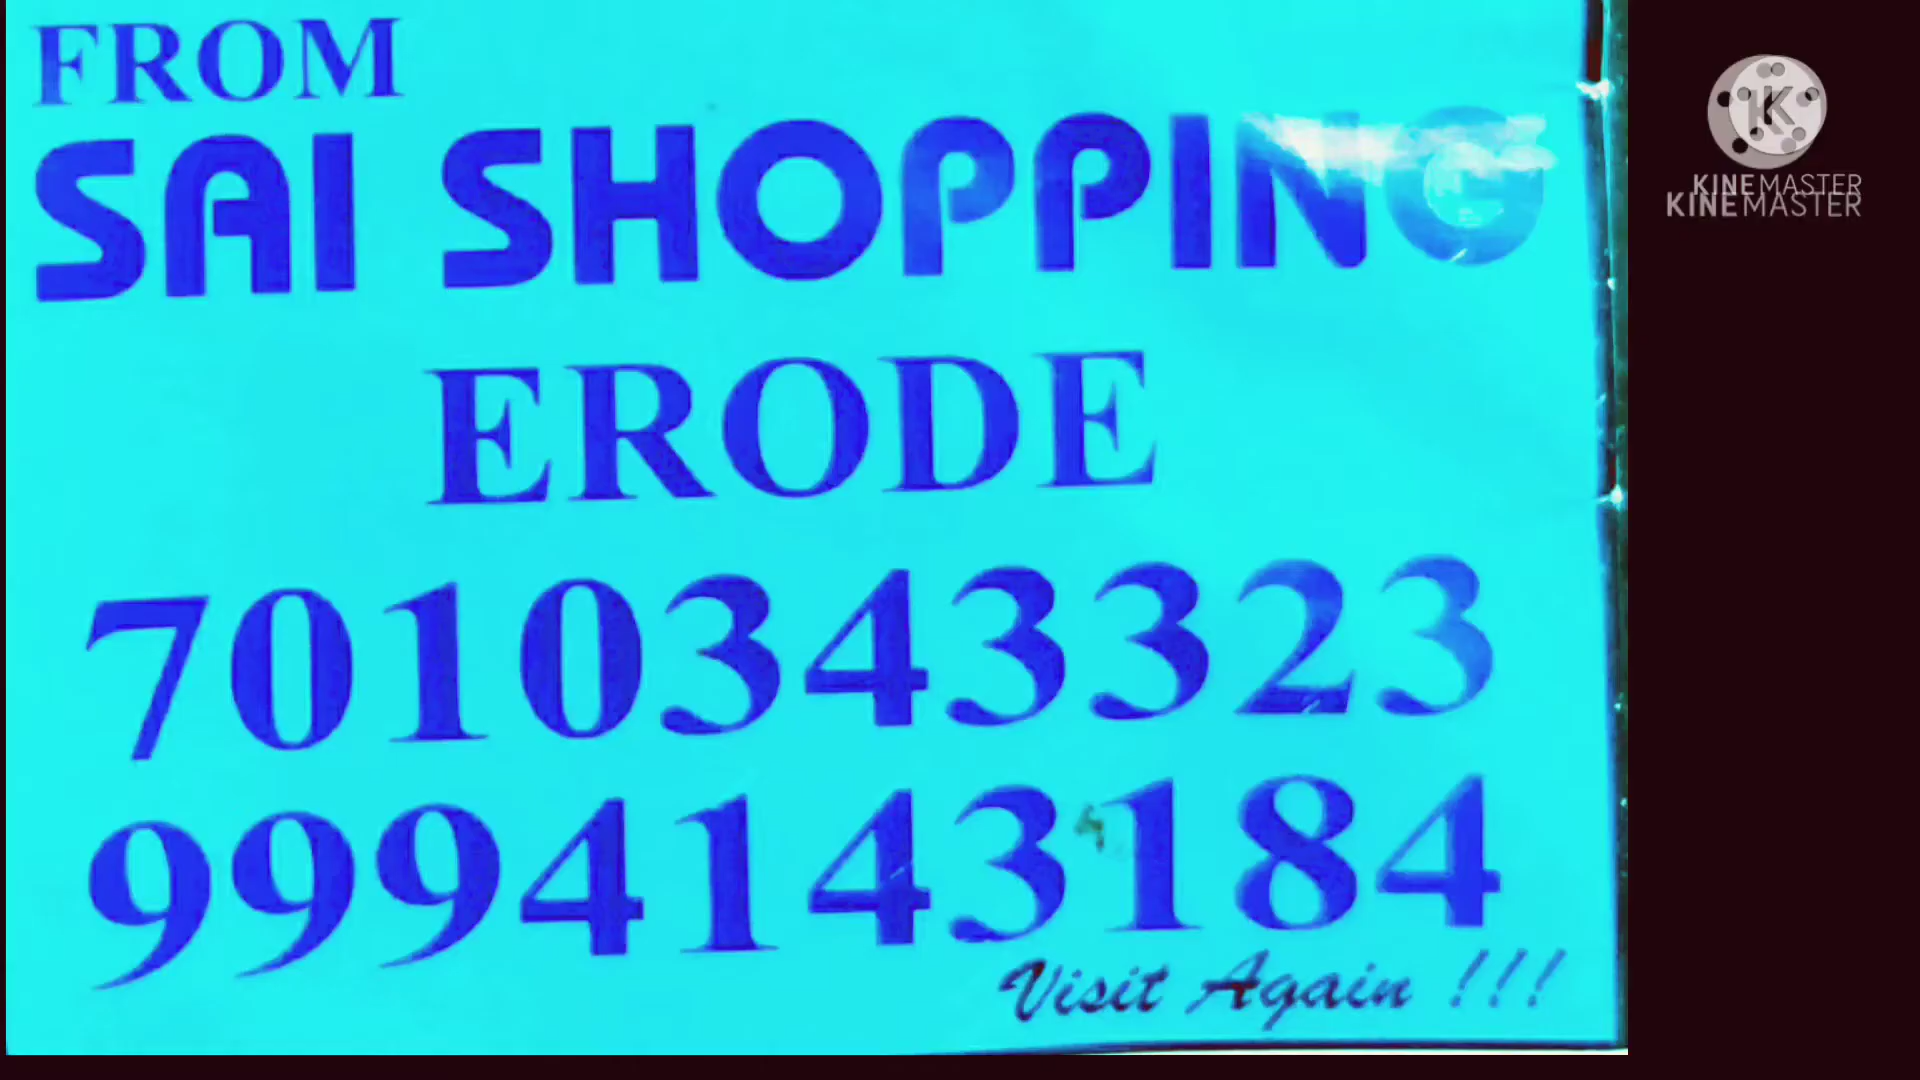 FROM
SAI SHOPPING
ERODE
7010343323
9994143184
Visit Again !!!
KINEMASTER
KINEMASTER